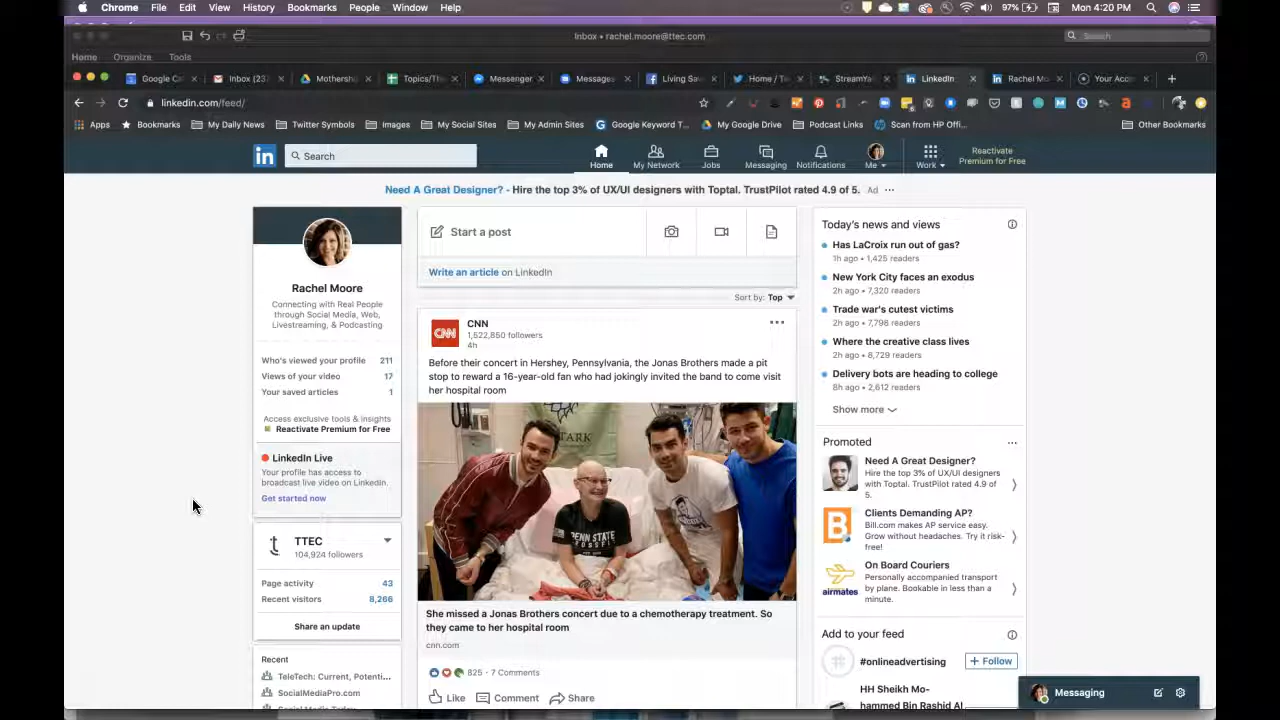 Chrome File Edit View History Bookmarks People Window Help 97% Mon 4:20 PM
Inbox • rachel.moore@ttec.com Search
Home Organize Tools
Google Ca Inbox (23 Mothersh Topics/T Messenger Messages Living Sa Home / T StreamYa LinkedIn Rachel Mo Your Acc
linkedin.com/feed/
Apps Bookmarks My Daily News Twitter Symbols Images My Social Sites My Admin Sites Google Keyword T... My Google Drive Podcast Links Scan from HP Offi... Other Bookmarks
in Search Home My Network Jobs Messaging Notifications Me Work Reactivate Premium for Free
Need A Great Designer? - Hire the top 3% of UX/UI designers with Toptal. TrustPilot rated 4.9 of 5. Ad
Rachel Moore
Connecting with Real People
through Social Media, Web,
Livestreaming, & Podcasting
Who's viewed your profile 211
Views of your video 17
Your saved articles 1
Access exclusive tools & insights
Reactivate Premium for Free
LinkedIn Live
Your profile has access to
broadcast live video on LinkedIn.
Get started now
TTEC
104,924 followers
Page activity 43
Recent visitors 8,266
Share an update
Recent
TeleTech: Current, Potenti...
SocialMediaPro.com
Social Media Today
Start a post
Write an article on LinkedIn
Sort by: Top
CNN
CNN
1,522,850 followers
4h
Before their concert in Hershey, Pennsylvania, the Jonas Brothers made a pit
stop to reward a 16-year-old fan who had jokingly invited the band to come visit
her hospital room
PENN STATE
She missed a Jonas Brothers concert due to a chemotherapy treatment. So
they came to her hospital room
cnn.com
825 · 7 Comments
Like Comment Share
Today's news and views
Has LaCroix run out of gas?
1h ago • 1,425 readers
New York City faces an exodus
2h ago • 7,320 readers
Trade war's cutest victims
2h ago • 7,798 readers
Where the creative class lives
2h ago • 8,729 readers
Delivery bots are heading to college
8h ago • 2,612 readers
Show more
Promoted
Need A Great Designer?
Hire the top 3% of UX/UI designers
with Toptal. TrustPilot rated 4.9 of
5.
Clients Demanding AP?
Bill.com makes AP service easy.
Grow without headaches. Try it risk-
free!
On Board Couriers
airmates
Personally accompanied transport
by plane. Bookable in less than a
minute.
Add to your feed
#onlineadvertising + Follow
HH Sheikh Mo-
hammed Bin Rashid Al
Messaging